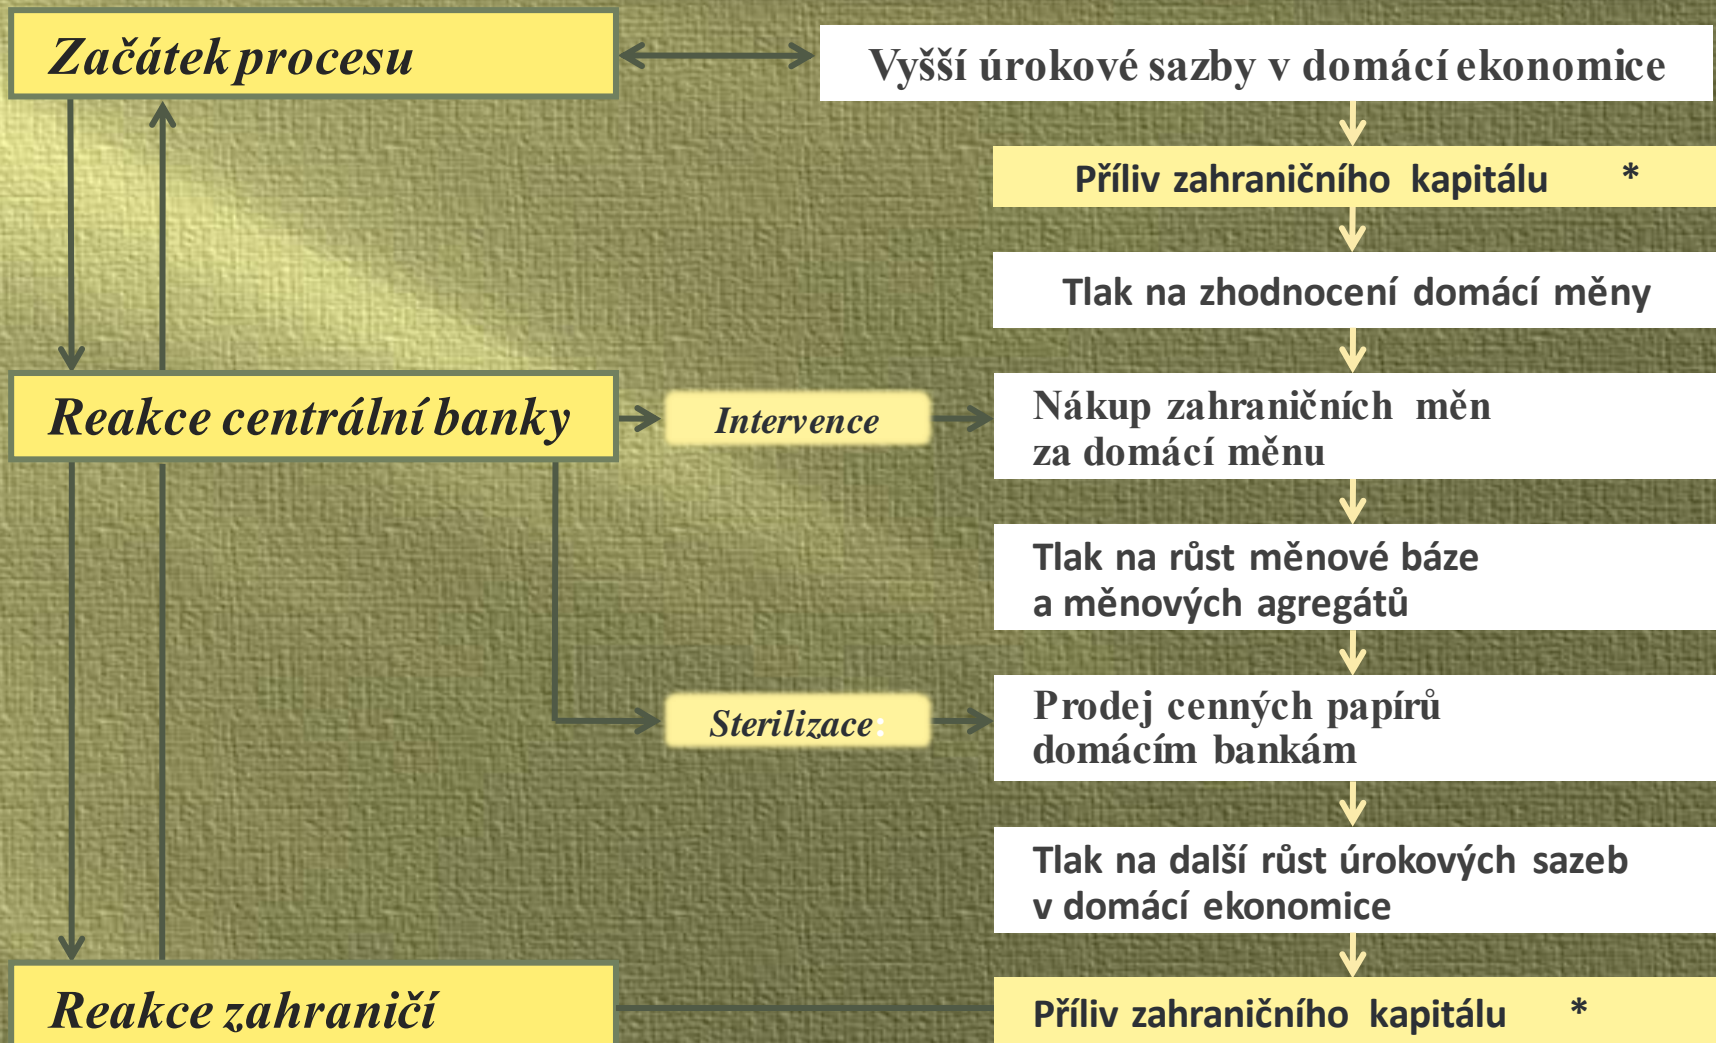 Začátek procesu
Vyšší úrokové sazby v domácí ekonomice
Příliv zahraničního kapitálu *
Tlak na zhodnocení domácí měny
Reakce centrální banky
Intervence
Nákup zahraničních měn
za domácí měnu
Tlak na růst měnové báze
a měnových agregátů
Sterilizace:
Prodej cenných papírů
domácím bankám
Tlak na další růst úrokových sazeb
v domácí ekonomice
Reakce zahraničí
Příliv zahraničního kapitálu *